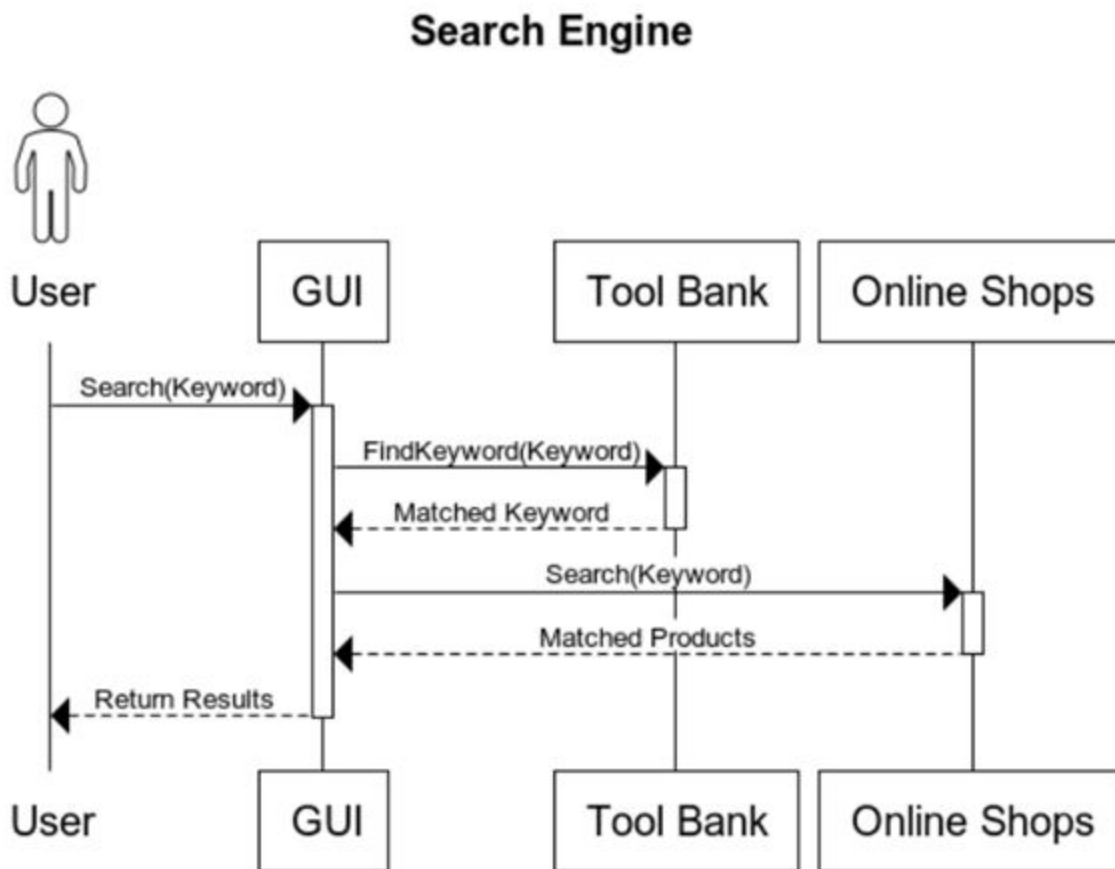 Search Engine
User
GUI
Tool Bank
Online Shops
Search(Keyword)
FindKeyword(Keyword)
Matched Keyword
Search(Keyword)
Matched Products
Return Results
User
GUI
Tool Bank
Online Shops